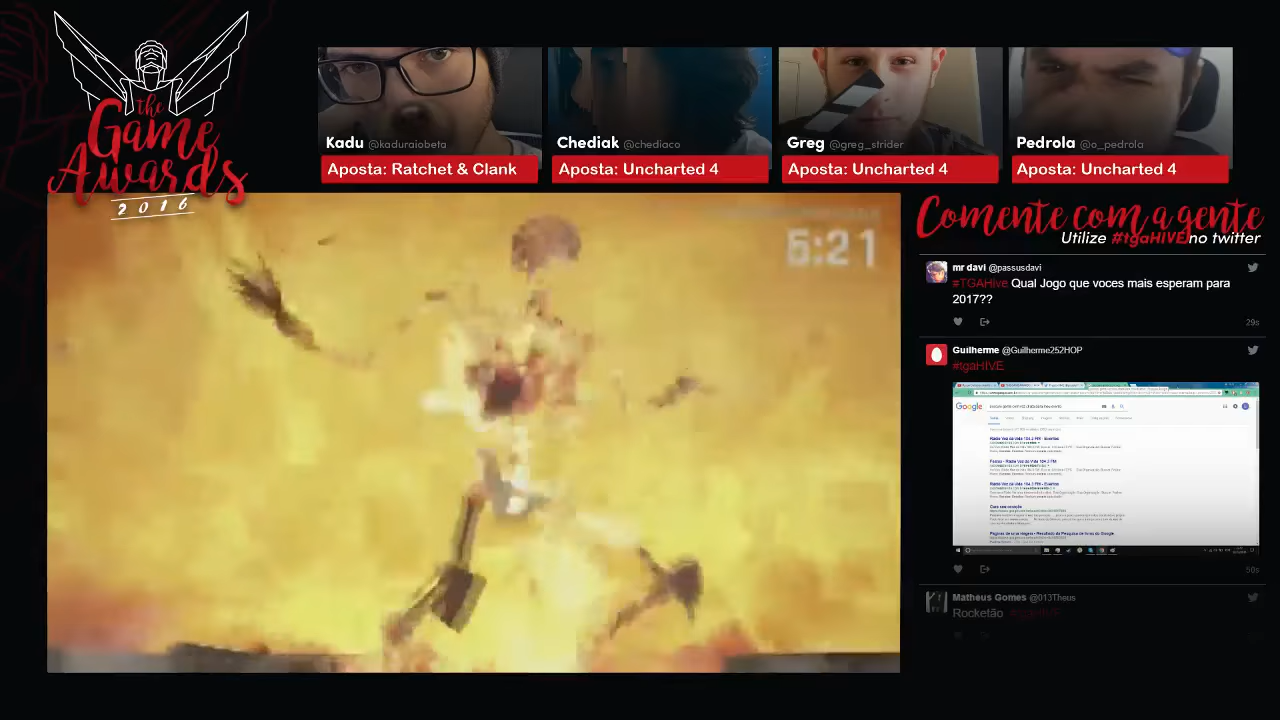 the
Game
Awards
2016
Kadu @kaduraiobeta
Aposta: Ratchet & Clank
Chediak @chediaco
Aposta: Uncharted 4
Greg @greg_strider
Aposta: Uncharted 4
Pedrola @o_pedrola
Aposta: Uncharted 4
5:21
Comente com a gente
Utilize #tgaHIVE no twitter
mr davi @passusdavi
#TGAHive Qual Jogo que voces mais esperam para
2017??
29s
Guilherme @Guilherme252HOP
#tgaHIVE
Google
50s
Matheus Gomes @013Theus
Rocketão #tgaHIVE